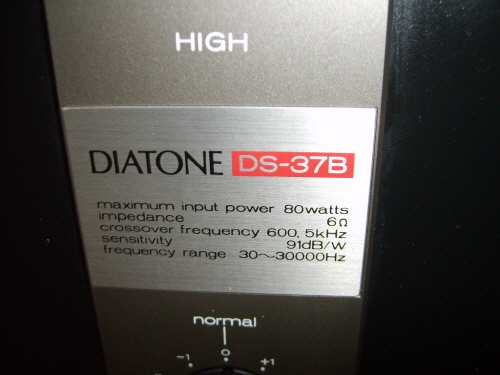 HIGH
DIATONE DS-37B
maximum input power 80watts
impedance 6Ω
crossover frequency 600, 5kHz
sensitivity 91dB/W
frequency range 30~30000Hz
normal
-1 0 +1